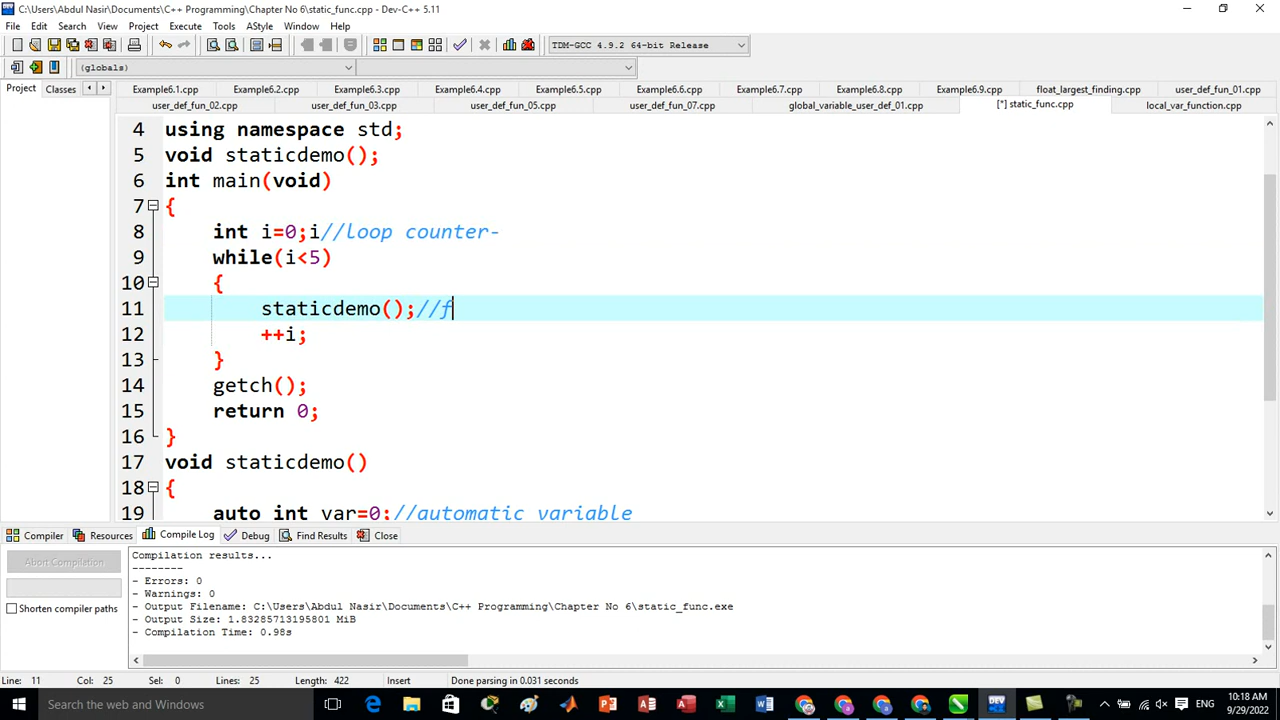 C:\Users\Abdul Nasir\Documents\C++ Programming\Chapter No 6\static_func.cpp - Dev-C++ 5.11
File Edit Search View Project Execute Tools AStyle Window Help
TDM-GCC 4.9.2 64-bit Release
(globals)
Project Classes
Example6.1.cpp Example6.2.cpp Example6.3.cpp Example6.4.cpp Example6.5.cpp Example6.6.cpp Example6.7.cpp Example6.8.cpp Example6.9.cpp float_largest_finding.cpp user_def_fun_01.cpp
user_def_fun_02.cpp user_def_fun_03.cpp user_def_fun_05.cpp user_def_fun_07.cpp global_variable_user_def_01.cpp [*] static_func.cpp local_var_function.cpp
4 using namespace std;
5 void staticdemo();
6 int main(void)
7 {
8 int i=0;i//loop counter-
9 while(i<5)
10 {
11 staticdemo();//f
12 ++i;
13 }
14 getch();
15 return 0;
16 }
17 void staticdemo()
18 {
19 auto int var=0;//automatic variable
Compiler Resources Compile Log Debug Find Results Close
Abort Compilation
Shorten compiler paths
Compilation results...
--------
- Errors: 0
- Warnings: 0
- Output Filename: C:\Users\Abdul Nasir\Documents\C++ Programming\Chapter No 6\static_func.exe
- Output Size: 1.83285713195801 MiB
- Compilation Time: 0.98s
Line: 11 Col: 25 Sel: 0 Lines: 25 Length: 422 Insert Done parsing in 0.031 seconds
Search the web and Windows
ENG
10:18 AM
9/29/2022